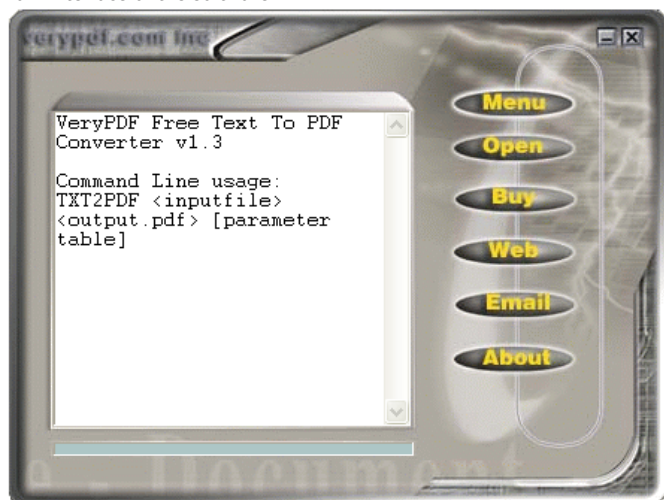 verypdf.com Inc
VeryPDF Free Text To PDF
Converter v1.3
Command Line usage:
TXT2PDF <inputfile>
<output.pdf> [parameter
table]
Menu
Open
Buy
Web
Email
About
e - Document